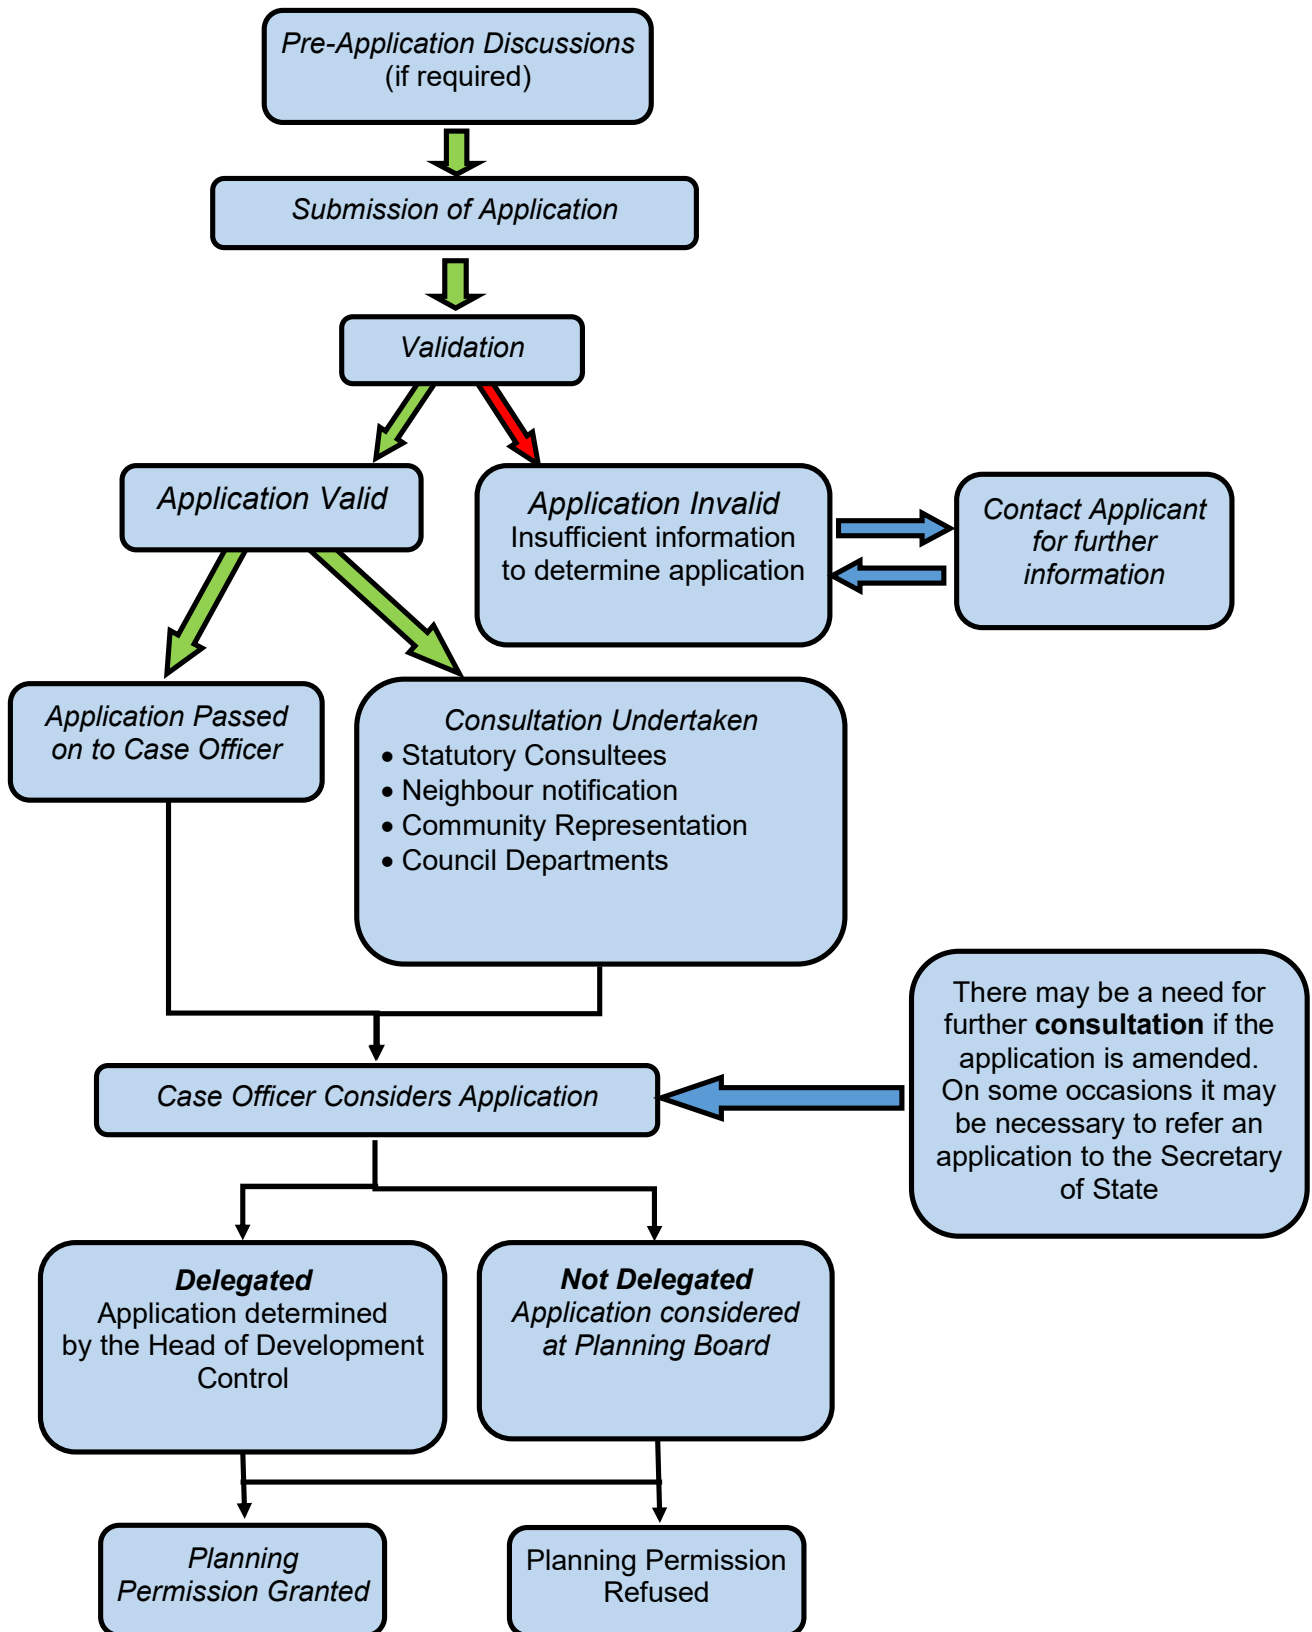 Pre-Application Discussions
(if required)
Submission of Application
Validation
Application Valid
Application Invalid
Insufficient information
to determine application
Contact Applicant
for further
information
Application Passed
on to Case Officer
Consultation Undertaken
• Statutory Consultees
• Neighbour notification
• Community Representation
• Council Departments
There may be a need for
further consultation if the
application is amended.
On some occasions it may
be necessary to refer an
application to the Secretary
of State
Case Officer Considers Application
Delegated
Application determined
by the Head of Development
Control
Not Delegated
Application considered
at Planning Board
Planning
Permission Granted
Planning Permission
Refused